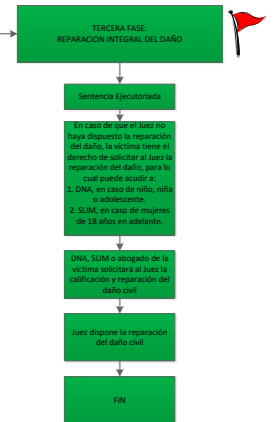 TERCERA FASE:
REPARACION INTEGRAL DEL DAÑO
Sentencia Ejecutoriada
En caso de que el Juez no
haya dispuesto la reparación
del daño, la víctima tiene el
derecho de solicitar al Juez la
reparación del daño, para lo
cual puede acudir a:
1. DNA, en caso de niño, niña
o adolescente.
2. SLIM, en caso de mujeres
de 18 años en adelante.
DNA, SLIM o abogado de la
víctima solicitará al Juez la
calificación y reparación del
daño civil
Juez dispone la reparación
del daño civil
FIN